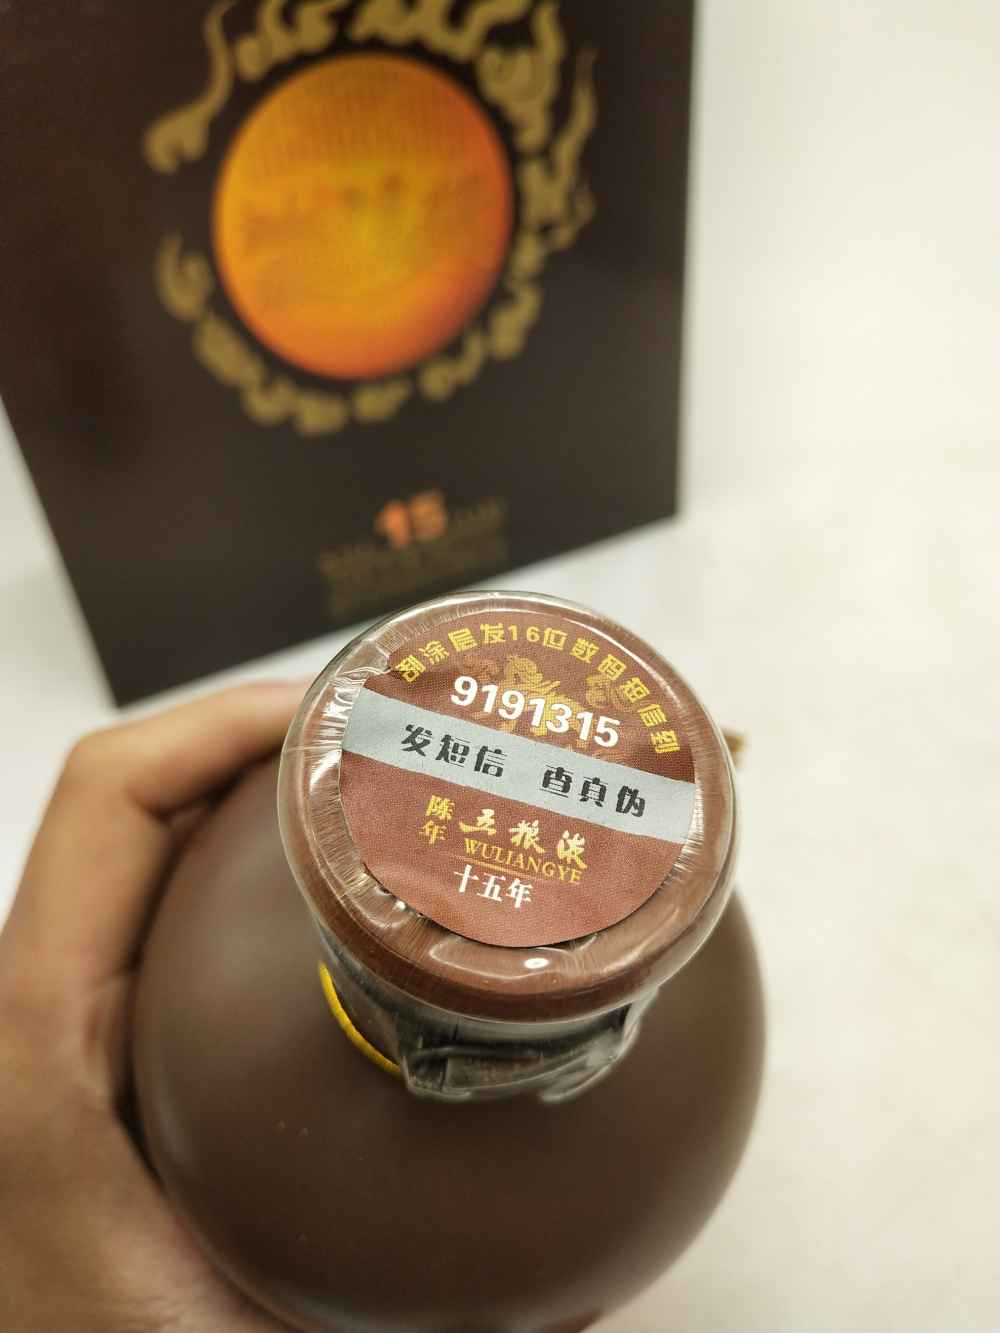 15
刮涂层发16位数码短信到
9191315
发短信 查真伪
陈年 五粮液
WULIANGYE
十五年